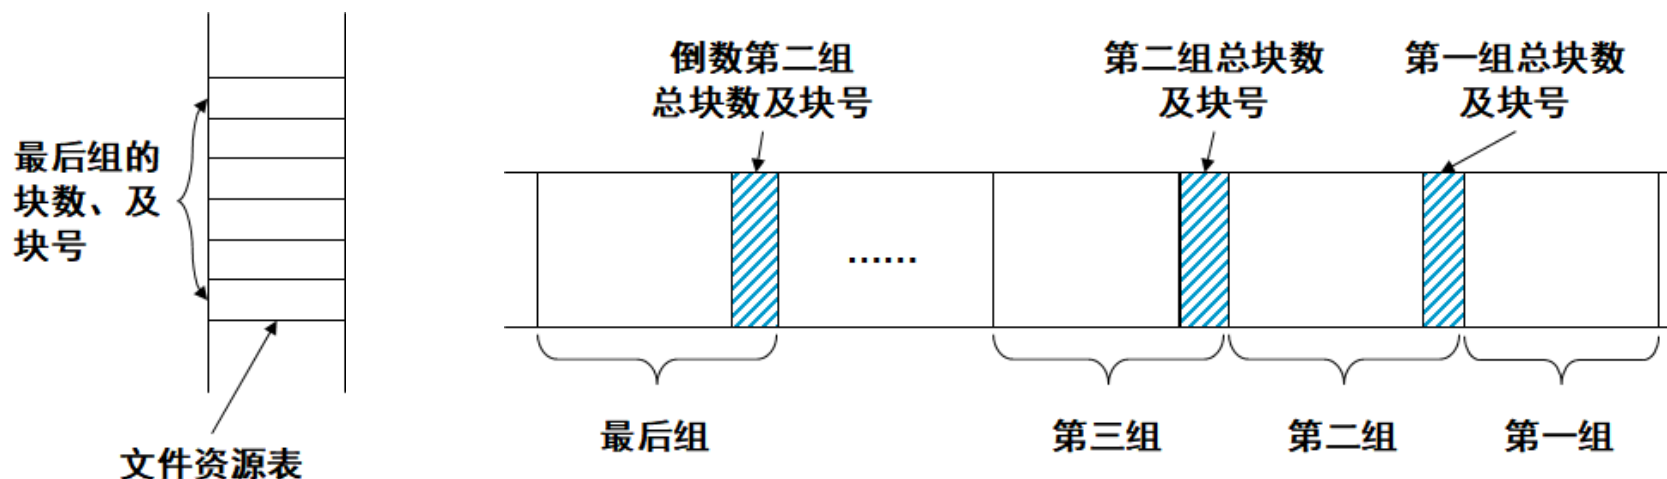 倒数第二组
总块数及块号
第二组总块数
及块号
第一组总块数
及块号
最后组的
块数、及
块号
......
最后组
第三组
第二组
第一组
文件资源表